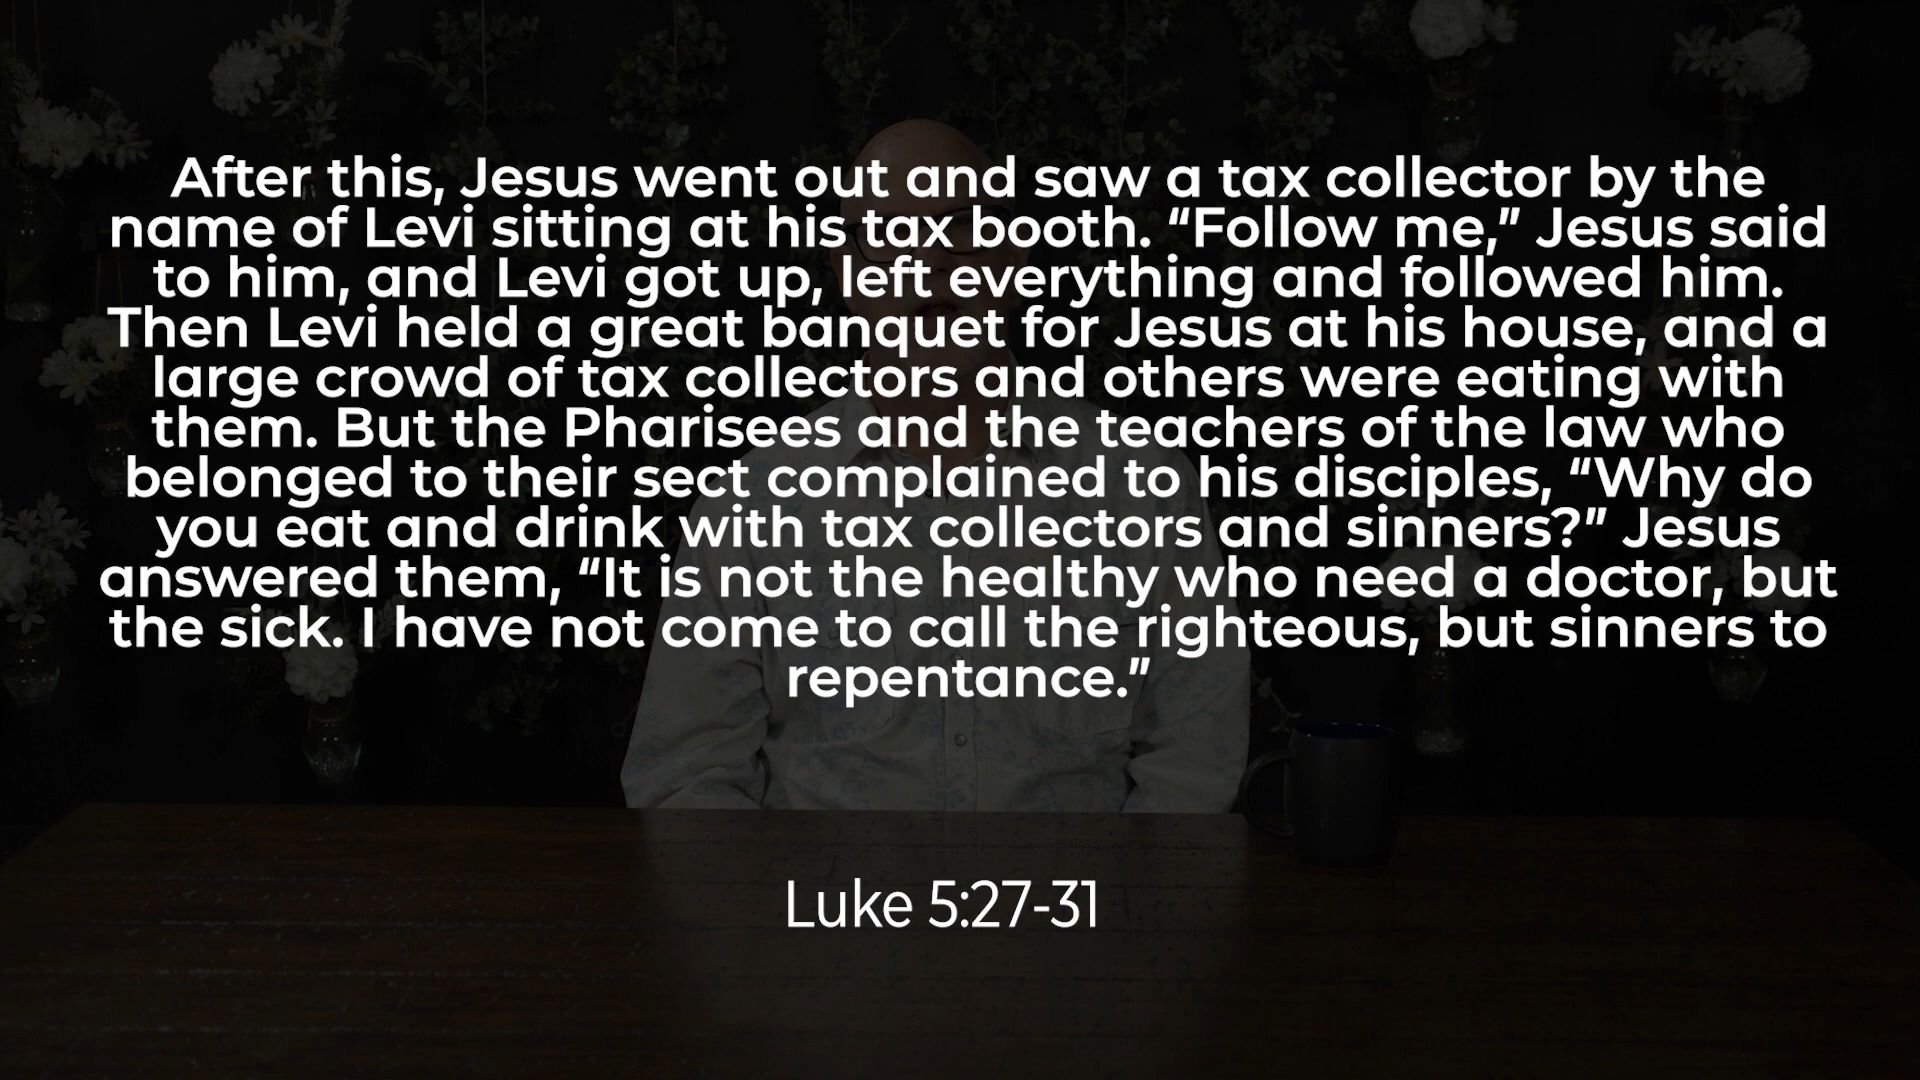 After this, Jesus went out and saw a tax collector by the
name of Levi sitting at his tax booth. “Follow me,” Jesus said
to him, and Levi got up, left everything and followed him.
Then Levi held a great banquet for Jesus at his house, and a
large crowd of tax collectors and others were eating with
them. But the Pharisees and the teachers of the law who
belonged to their sect complained to his disciples, “Why do
you eat and drink with tax collectors and sinners?” Jesus
answered them, “It is not the healthy who need a doctor, but
the sick. I have not come to call the righteous, but sinners to
repentance.”
Luke 5:27-31